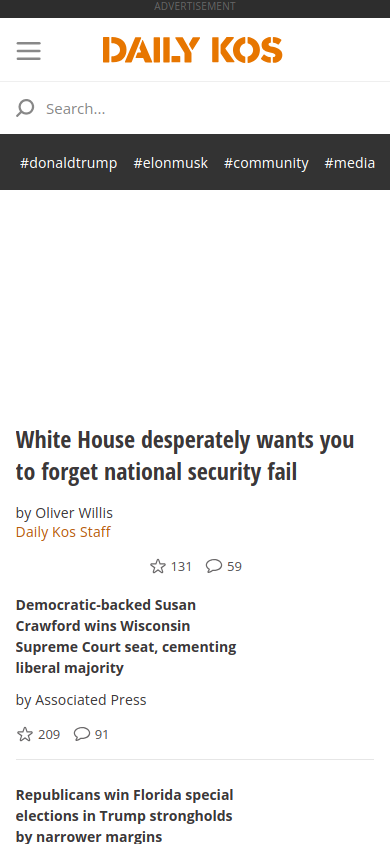 ADVERTISEMENT
DAILY KOS
Search...
#donaldtrump #elonmusk #community #media
White House desperately wants you
to forget national security fail
by Oliver Willis
Daily Kos Staff
131 59
Democratic-backed Susan
Crawford wins Wisconsin
Supreme Court seat, cementing
liberal majority
by Associated Press
209 91
Republicans win Florida special
elections in Trump strongholds
by narrower margins